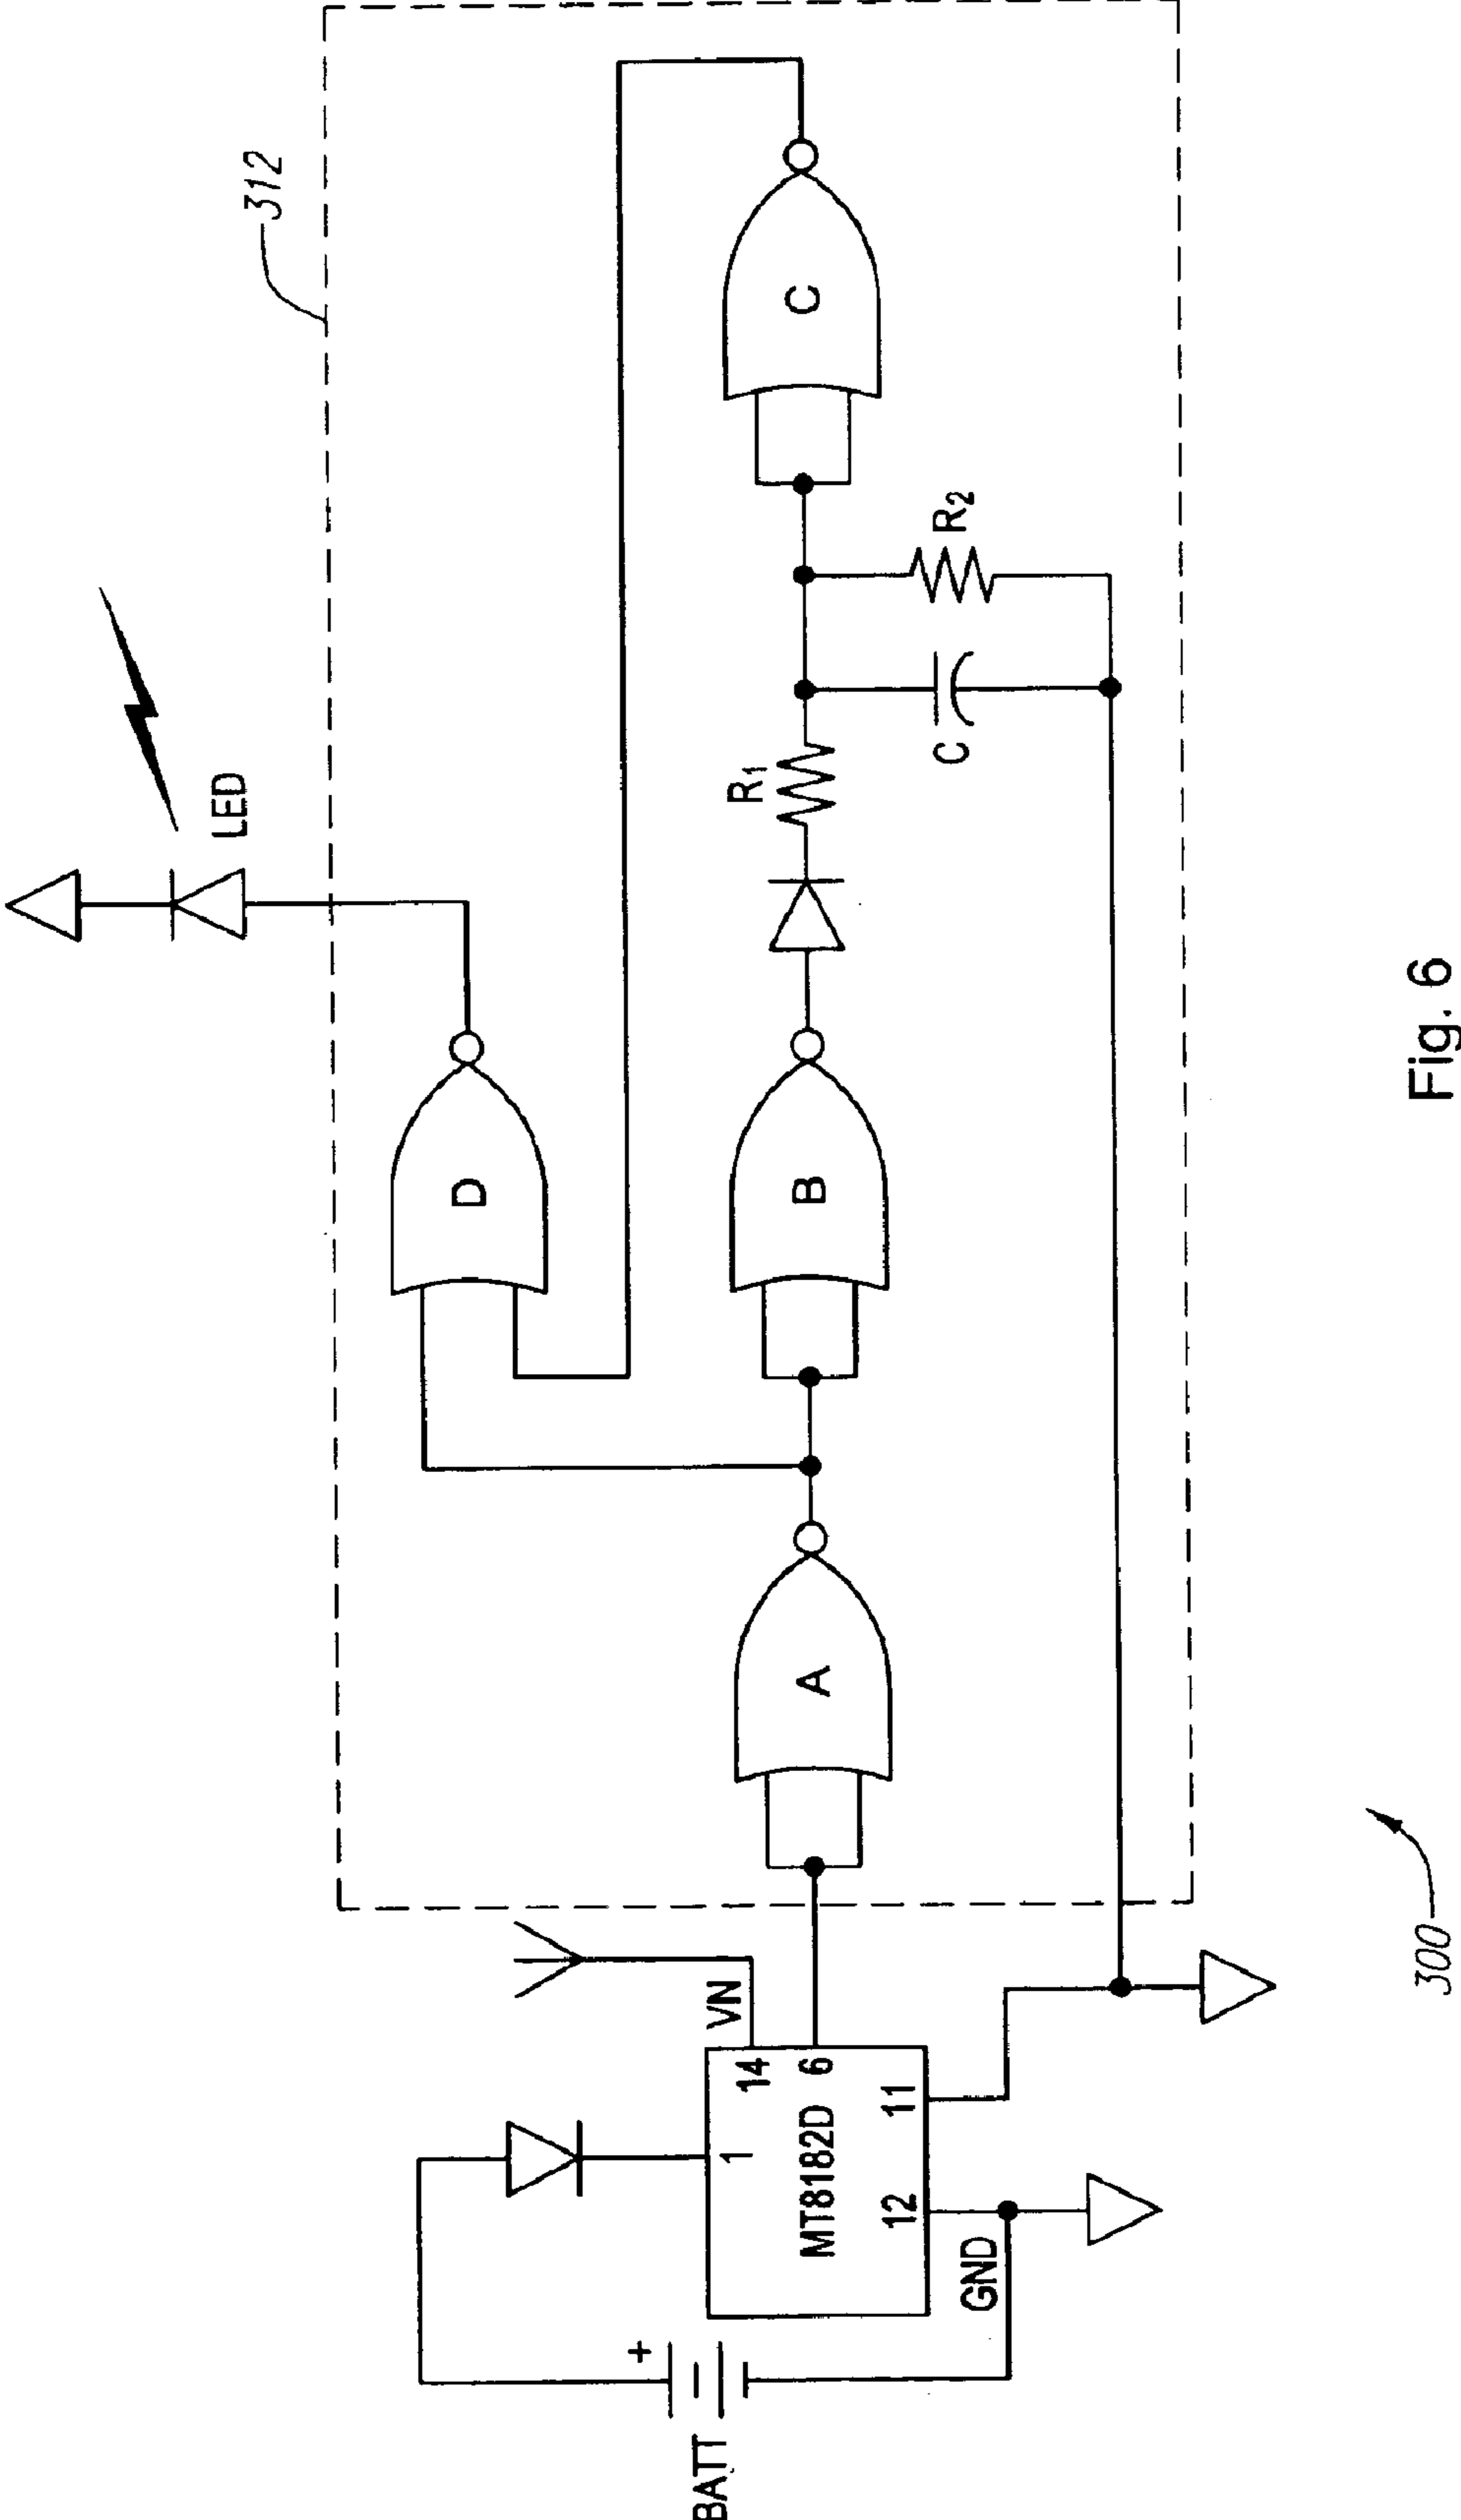 312
LED
D
C
R1
C
R2
B
A
BATT
+
VN
14
6
1
MT8182D
11
12
GND
300
Fig. 6